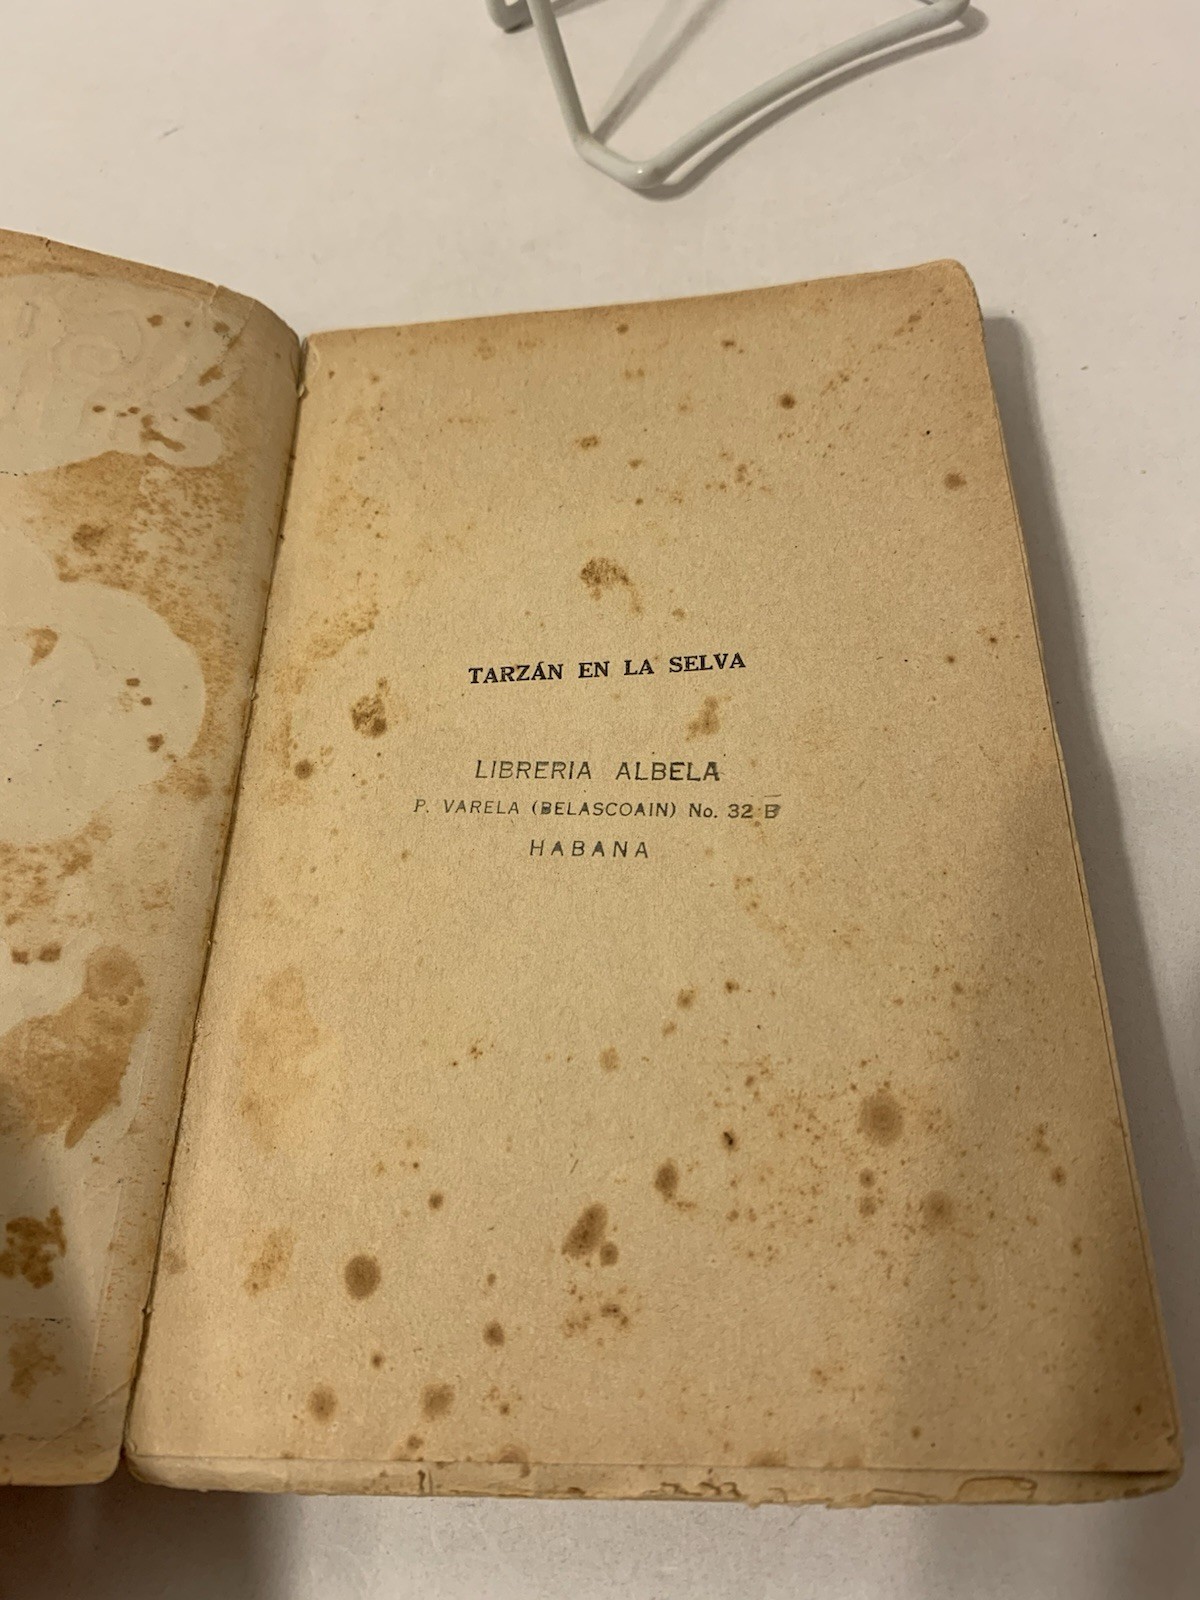 TARZÁN EN LA SELVA
LIBRERIA ALBELA
P. VARELA (BELASCOAIN) No. 32 B
HABANA